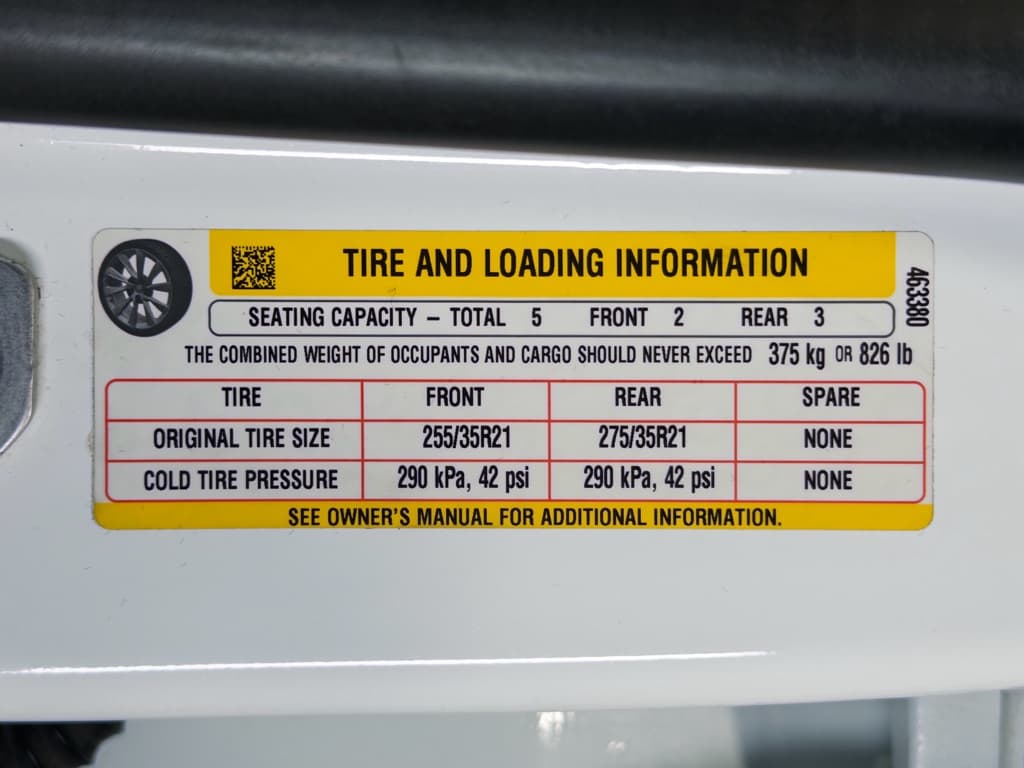 TIRE AND LOADING INFORMATION
463380
SEATING CAPACITY – TOTAL 5 FRONT 2 REAR 3
THE COMBINED WEIGHT OF OCCUPANTS AND CARGO SHOULD NEVER EXCEED 375 kg OR 826 lb
TIRE FRONT REAR SPARE
ORIGINAL TIRE SIZE 255/35R21 275/35R21 NONE
COLD TIRE PRESSURE 290 kPa, 42 psi 290 kPa, 42 psi NONE
SEE OWNER'S MANUAL FOR ADDITIONAL INFORMATION.